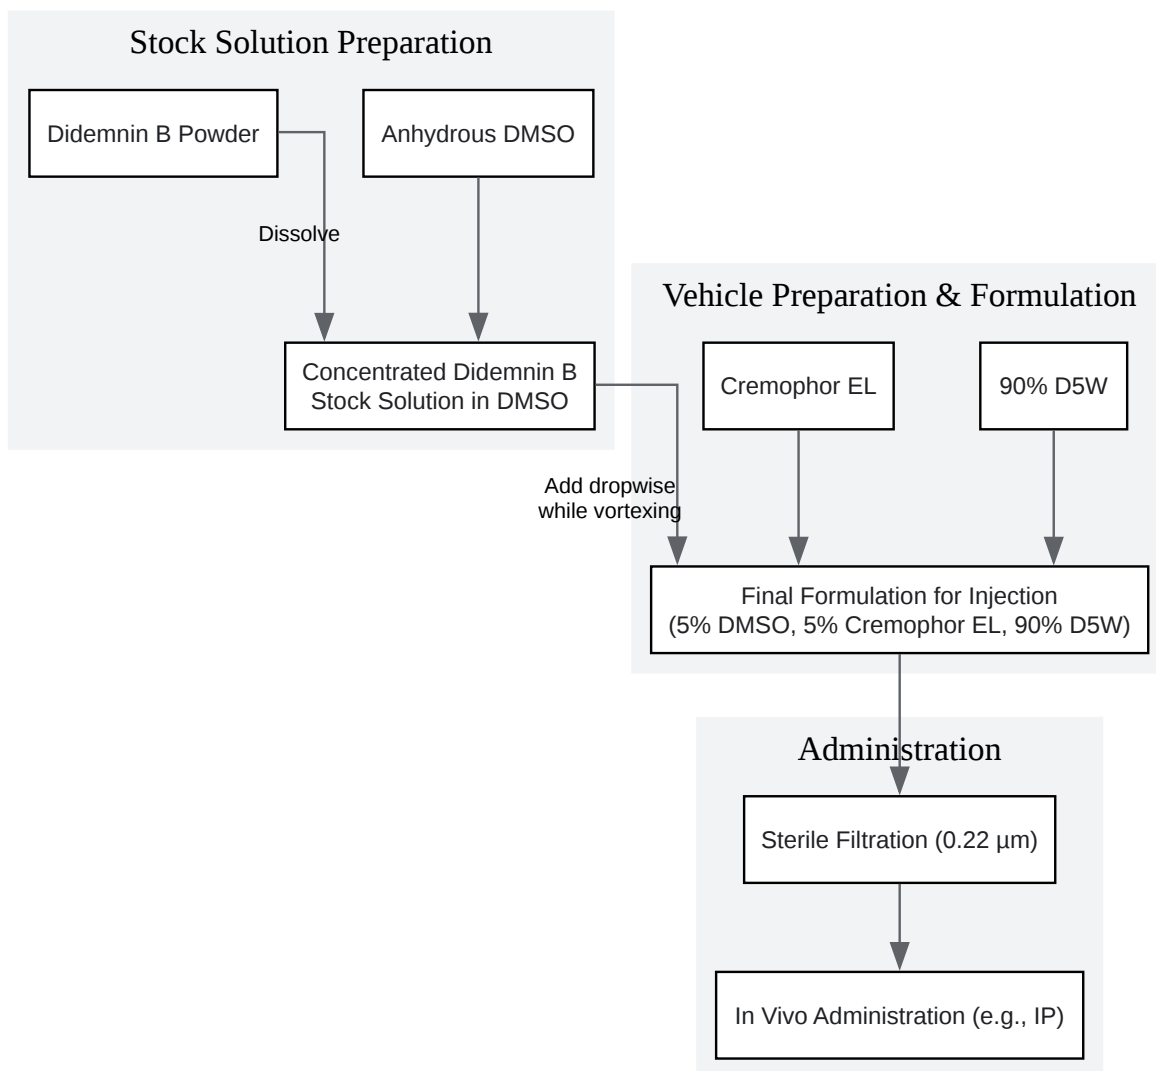 Stock Solution Preparation
Didemnin B Powder
Anhydrous DMSO
Dissolve
Concentrated Didemnin B
Stock Solution in DMSO
Vehicle Preparation & Formulation
Cremophor EL
90% D5W
Add dropwise
while vortexing
Final Formulation for Injection
(5% DMSO, 5% Cremophor EL, 90% D5W)
Administration
Sterile Filtration (0.22 µm)
In Vivo Administration (e.g., IP)